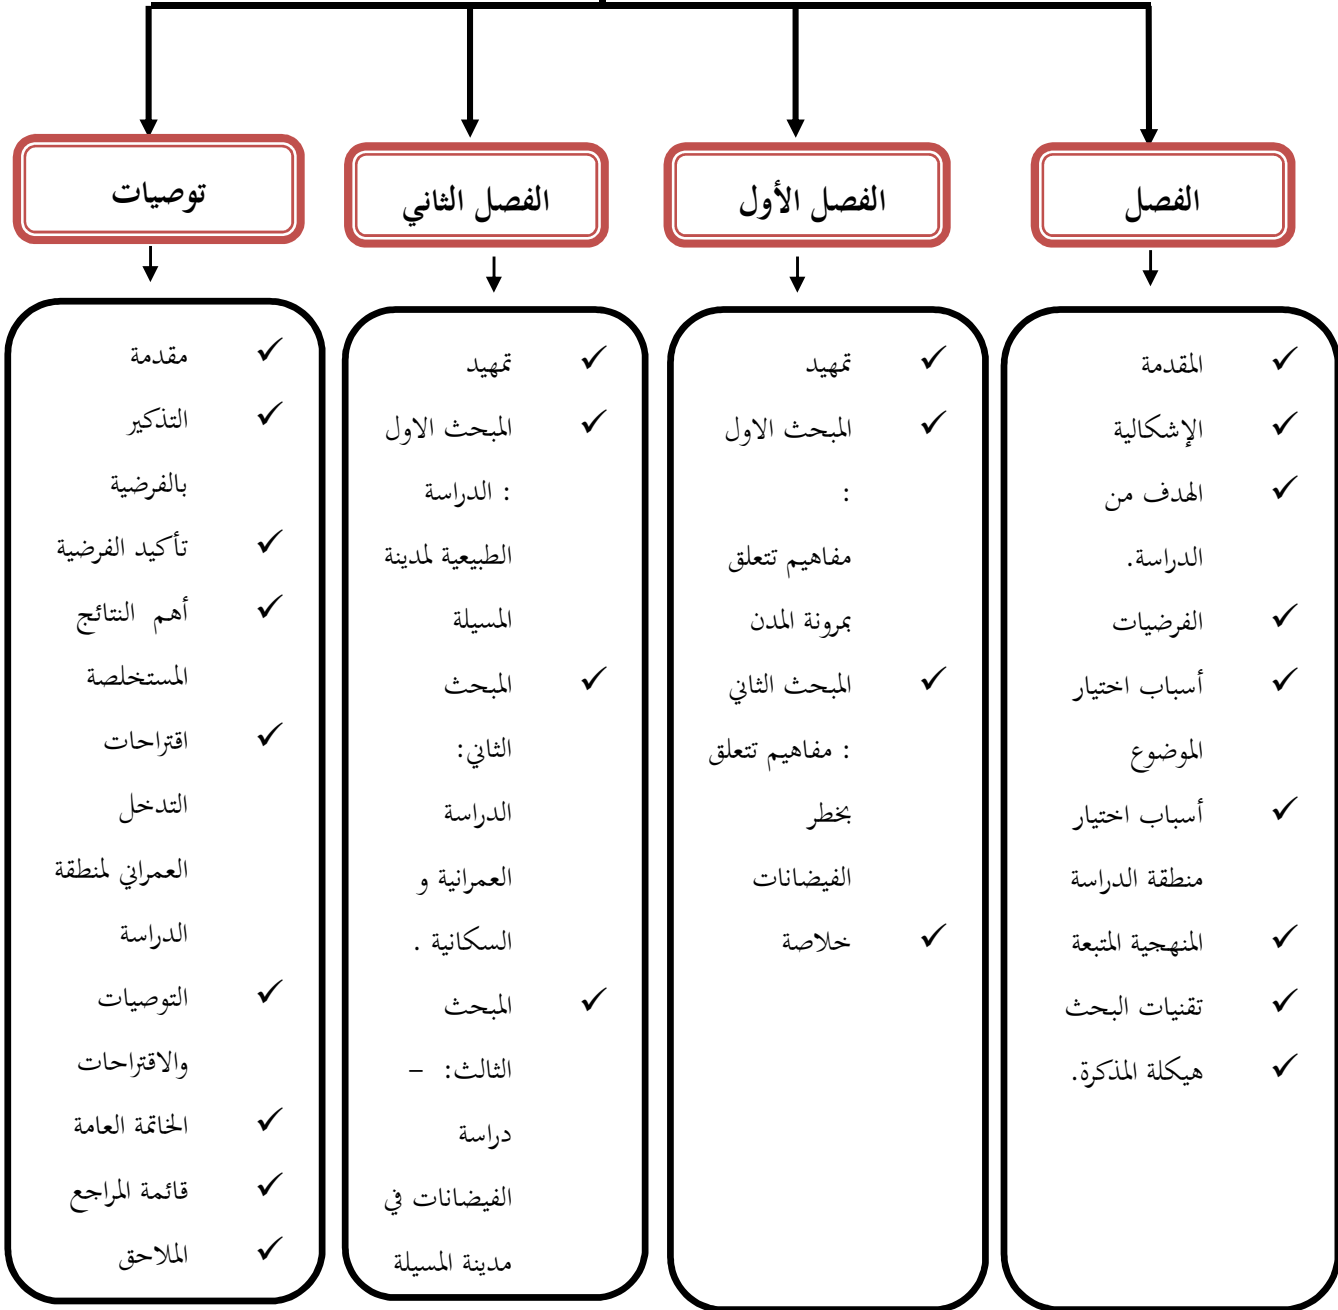 الفصل
✓ المقدمة
✓ الإشكالية
✓ الهدف من
الدراسة.
✓ الفرضيات
✓ أسباب اختيار
الموضوع
✓ أسباب اختيار
منطقة الدراسة
✓ المنهجية المتبعة
✓ تقنيات البحث
✓ هيكلة المذكرة.
الفصل الأول
✓ تمهيد
✓ المبحث الاول
:
مفاهيم تتعلق
بمرونة المدن
✓ المبحث الثاني
: مفاهيم تتعلق
بخطر
الفيضانات
✓ خلاصة
الفصل الثاني
✓ تمهيد
✓ المبحث الاول
: الدراسة
الطبيعية لمدينة
المسيلة
✓ المبحث
الثاني:
الدراسة
العمرانية و
السكانية .
✓ المبحث
الثالث: –
دراسة
الفيضانات في
مدينة المسيلة
توصيات
✓ مقدمة
✓ التذكير
بالفرضية
✓ تأكيد الفرضية
✓ أهم النتائج
المستخلصة
✓ اقتراحات
التدخل
العمراني لمنطقة
الدراسة
✓ التوصيات
والاقتراحات
✓ الخاتمة العامة
✓ قائمة المراجع
✓ الملاحق